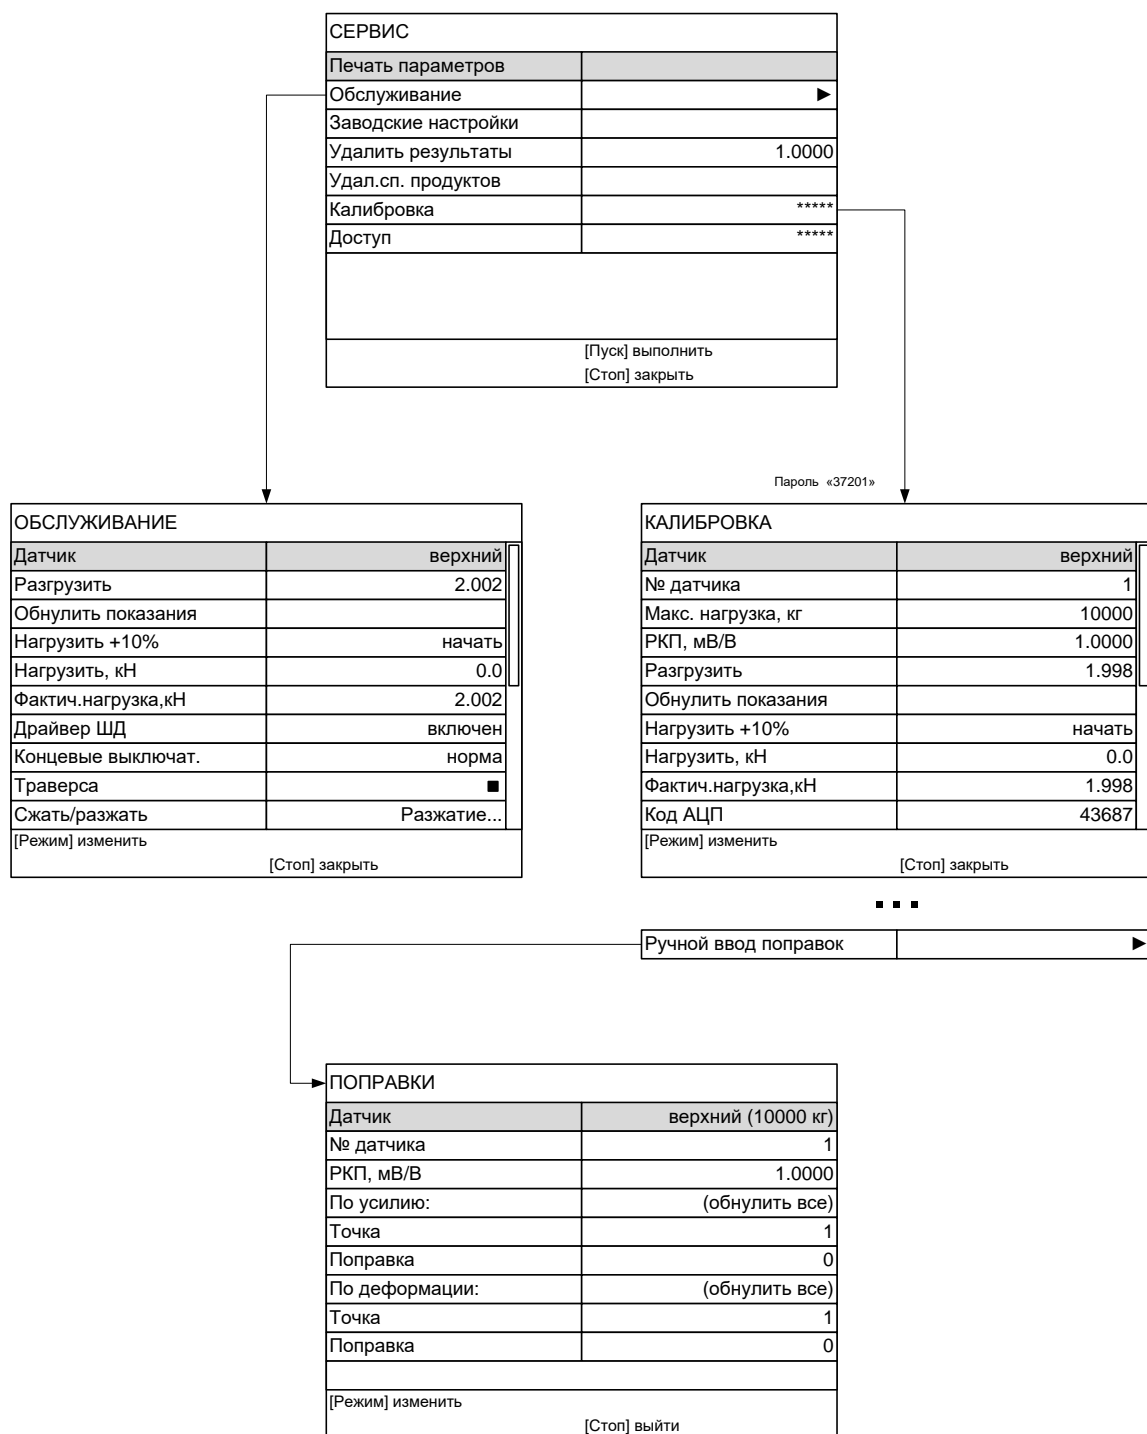 СЕРВИС
Печать параметров
Обслуживание ►
Заводские настройки
Удалить результаты 1.0000
Удал.сп. продуктов
Калибровка *****
Доступ *****
[Пуск] выполнить
[Стоп] закрыть
Пароль «37201»
ОБСЛУЖИВАНИЕ
Датчик верхний
Разгрузить 2.002
Обнулить показания
Нагрузить +10% начать
Нагрузить, кН 0.0
Фактич.нагрузка,кН 2.002
Драйвер ШД включен
Концевые выключат. норма
Траверса ■
Сжать/разжать Разжатие...
[Режим] изменить
[Стоп] закрыть
КАЛИБРОВКА
Датчик верхний
№ датчика 1
Макс. нагрузка, кг 10000
РКП, мВ/В 1.0000
Разгрузить 1.998
Обнулить показания
Нагрузить +10% начать
Нагрузить, кН 0.0
Фактич.нагрузка,кН 1.998
Код АЦП 43687
[Режим] изменить
[Стоп] закрыть
...
Ручной ввод поправок ►
ПОПРАВКИ
Датчик верхний (10000 кг)
№ датчика 1
РКП, мВ/В 1.0000
По усилию: (обнулить все)
Точка 1
Поправка 0
По деформации: (обнулить все)
Точка 1
Поправка 0
[Режим] изменить
[Стоп] выйти